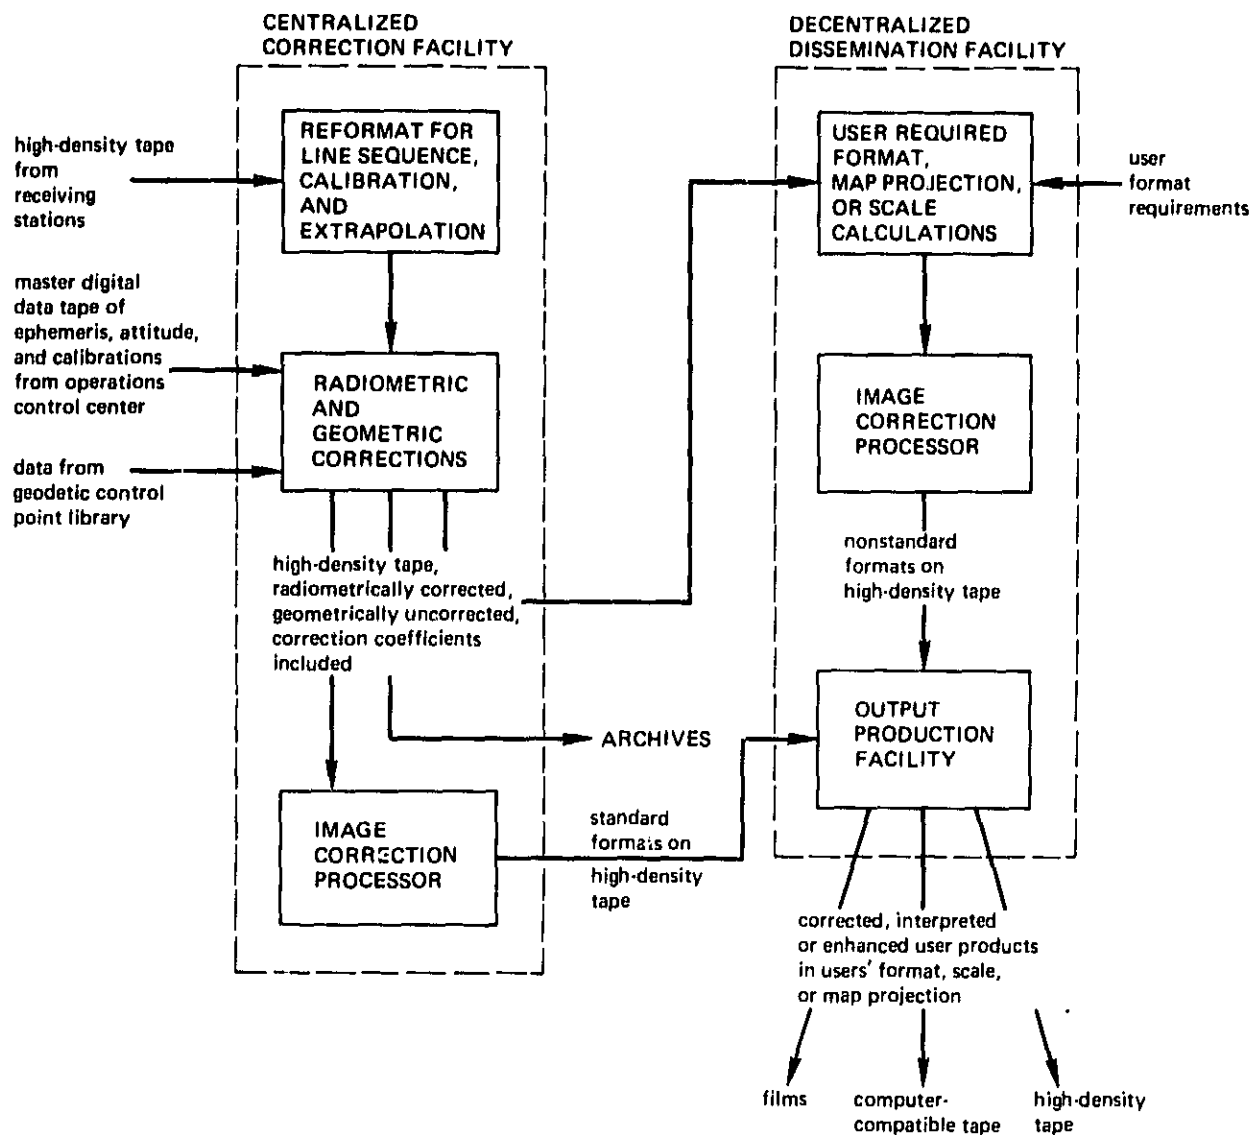 CENTRALIZED
CORRECTION FACILITY
DECENTRALIZED
DISSEMINATION FACILITY
high-density tape
from
receiving
stations
REFORMAT FOR
LINE SEQUENCE,
CALIBRATION,
AND
EXTRAPOLATION
USER REQUIRED
FORMAT,
MAP PROJECTION,
OR SCALE
CALCULATIONS
user
format
requirements
master digital
data tape of
ephemeris, attitude,
and calibrations
from operations
control center
RADIOMETRIC
AND
GEOMETRIC
CORRECTIONS
IMAGE
CORRECTION
PROCESSOR
data from
geodetic control
point library
high-density tape,
radiometrically corrected,
geometrically uncorrected,
correction coefficients
included
nonstandard
formats on
high-density tape
ARCHIVES
OUTPUT
PRODUCTION
FACILITY
IMAGE
CORRECTION
PROCESSOR
standard
formats on
high-density
tape
corrected, interpreted
or enhanced user products
in users' format, scale,
or map projection
films
computer-
compatible tape
high-density
tape